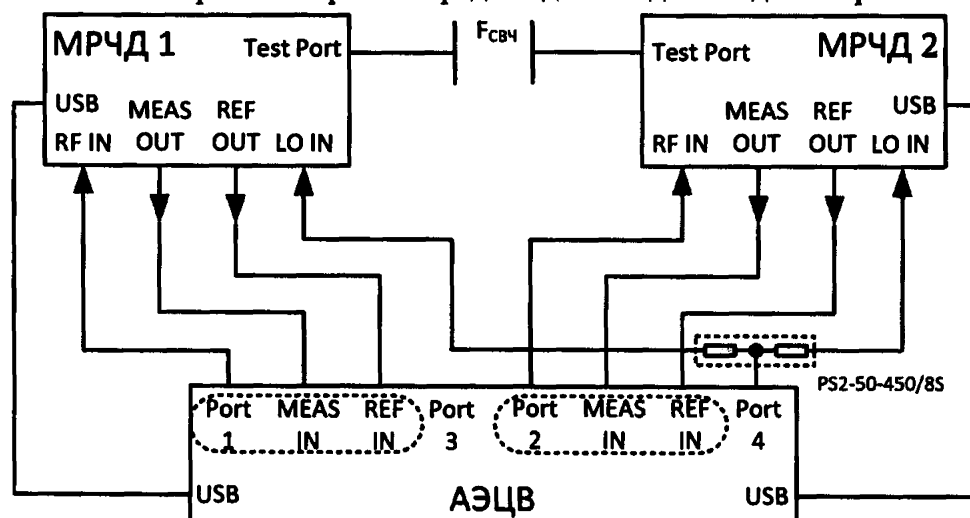 МРЧД 1
Test Port
USB
MEAS OUT
REF OUT
RF IN
LO IN
FСВЧ
МРЧД 2
Test Port
USB
MEAS OUT
REF OUT
RF IN
LO IN
PS2-50-450/8S
Port 1
MEAS IN
REF IN
Port 3
Port 2
MEAS IN
REF IN
Port 4
USB
АЭЦВ
USB